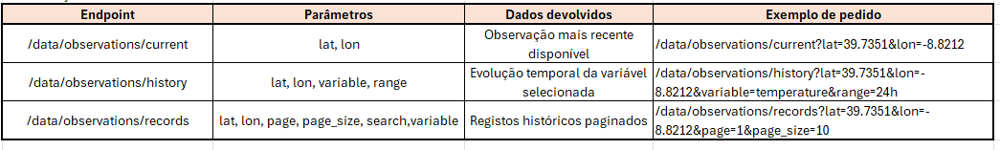 Endpoint Parâmetros Dados devolvidos Exemplo de pedido
/data/observations/current lat, lon Observação mais recente
disponível /data/observations/current?lat=39.7351&lon=-8.8212
/data/observations/history lat, lon, variable, range Evolução temporal da variável
selecionada /data/observations/history?lat=39.7351&lon=-
8.8212&variable=temperature&range=24h
/data/observations/records lat, lon, page, page_size, search,variable Registos históricos paginados /data/observations/records?lat=39.7351&lon=-
8.8212&page=1&page_size=10